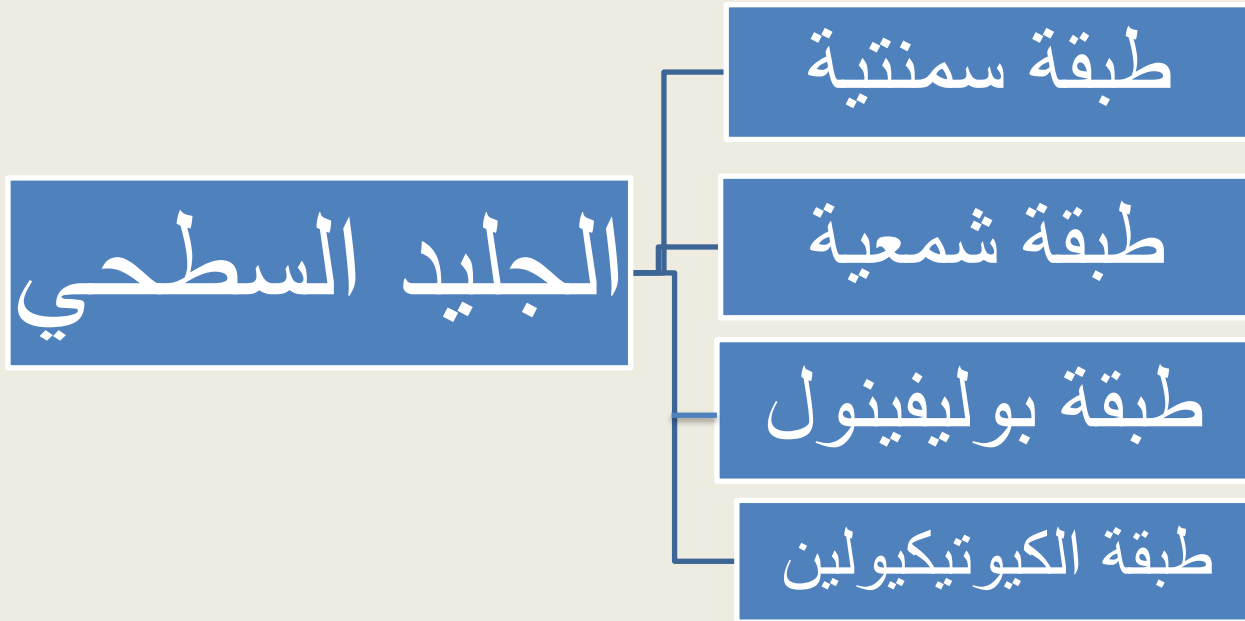 طبقة سمنتية
الجليد السطحي
طبقة شمعية
طبقة بوليفينول
طبقة الكيوتيكيولين